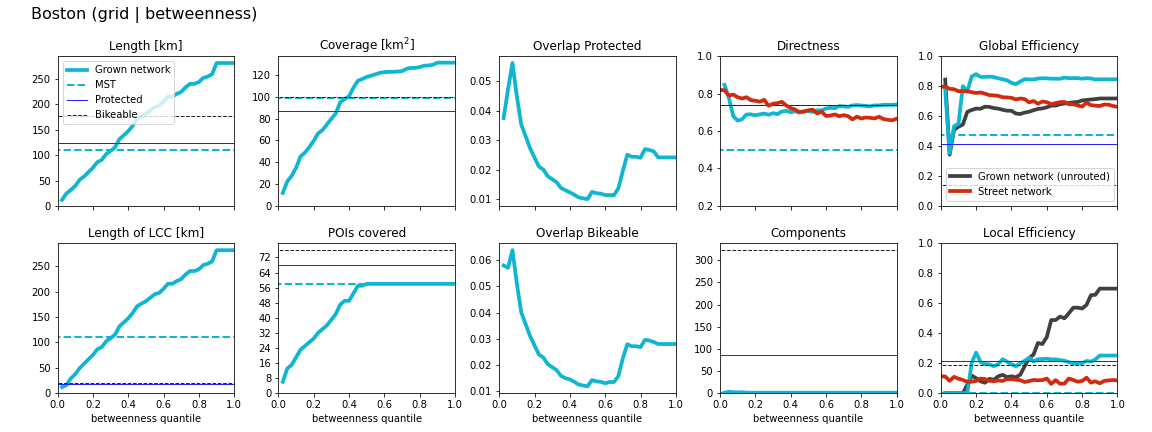 Boston (grid | betweenness)
Length [km]
Coverage [km²]
Overlap Protected
Directness
Global Efficiency
Grown network
MST
Protected
Bikeable
250
200
150
100
50
0
120
100
80
60
40
20
0
0.05
0.04
0.03
0.02
0.01
1.0
0.8
0.6
0.4
0.2
1.0
0.8
0.6
0.4
0.2
0.0
Grown network (unrouted)
Street network
Length of LCC [km]
POIs covered
Overlap Bikeable
Components
Local Efficiency
250
200
150
100
50
0
72
64
56
48
40
32
24
16
8
0
0.06
0.05
0.04
0.03
0.02
0.01
300
250
200
150
100
50
0
1.0
0.8
0.6
0.4
0.2
0.0
0.0 0.2 0.4 0.6 0.8 1.0
0.0 0.2 0.4 0.6 0.8 1.0
0.0 0.2 0.4 0.6 0.8 1.0
0.0 0.2 0.4 0.6 0.8 1.0
0.0 0.2 0.4 0.6 0.8 1.0
betweenness quantile
betweenness quantile
betweenness quantile
betweenness quantile
betweenness quantile